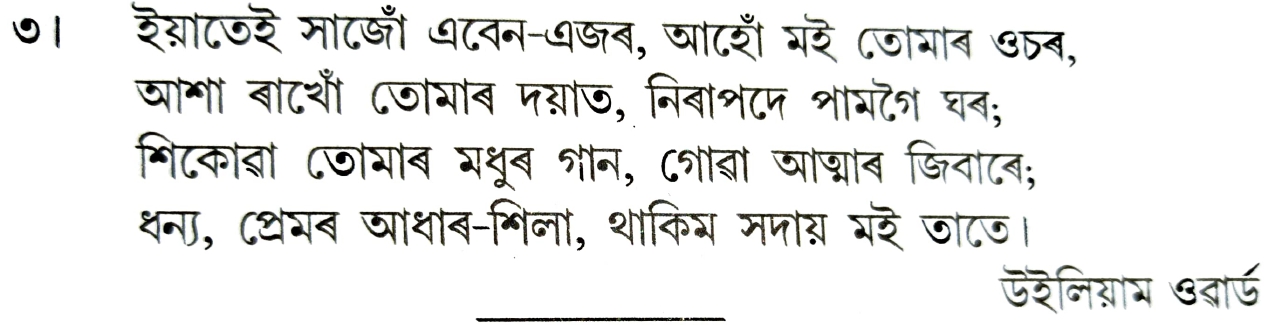 ৩। ইয়াতেই সাজোঁ এবেন-এজৰ, আহোঁ মই তোমাৰ ওচৰ,
আশা ৰাখোঁ তোমাৰ দয়াত, নিৰাপদে পামগৈ ঘৰ;
শিকোৱা তোমাৰ মধুৰ গান, গোৱা আত্মাৰ জিবাৰে;
ধন্য, প্ৰেমৰ আধাৰ-শিলা, থাকিম সদায় মই তাতে।
উইলিয়াম ওৱাৰ্ড